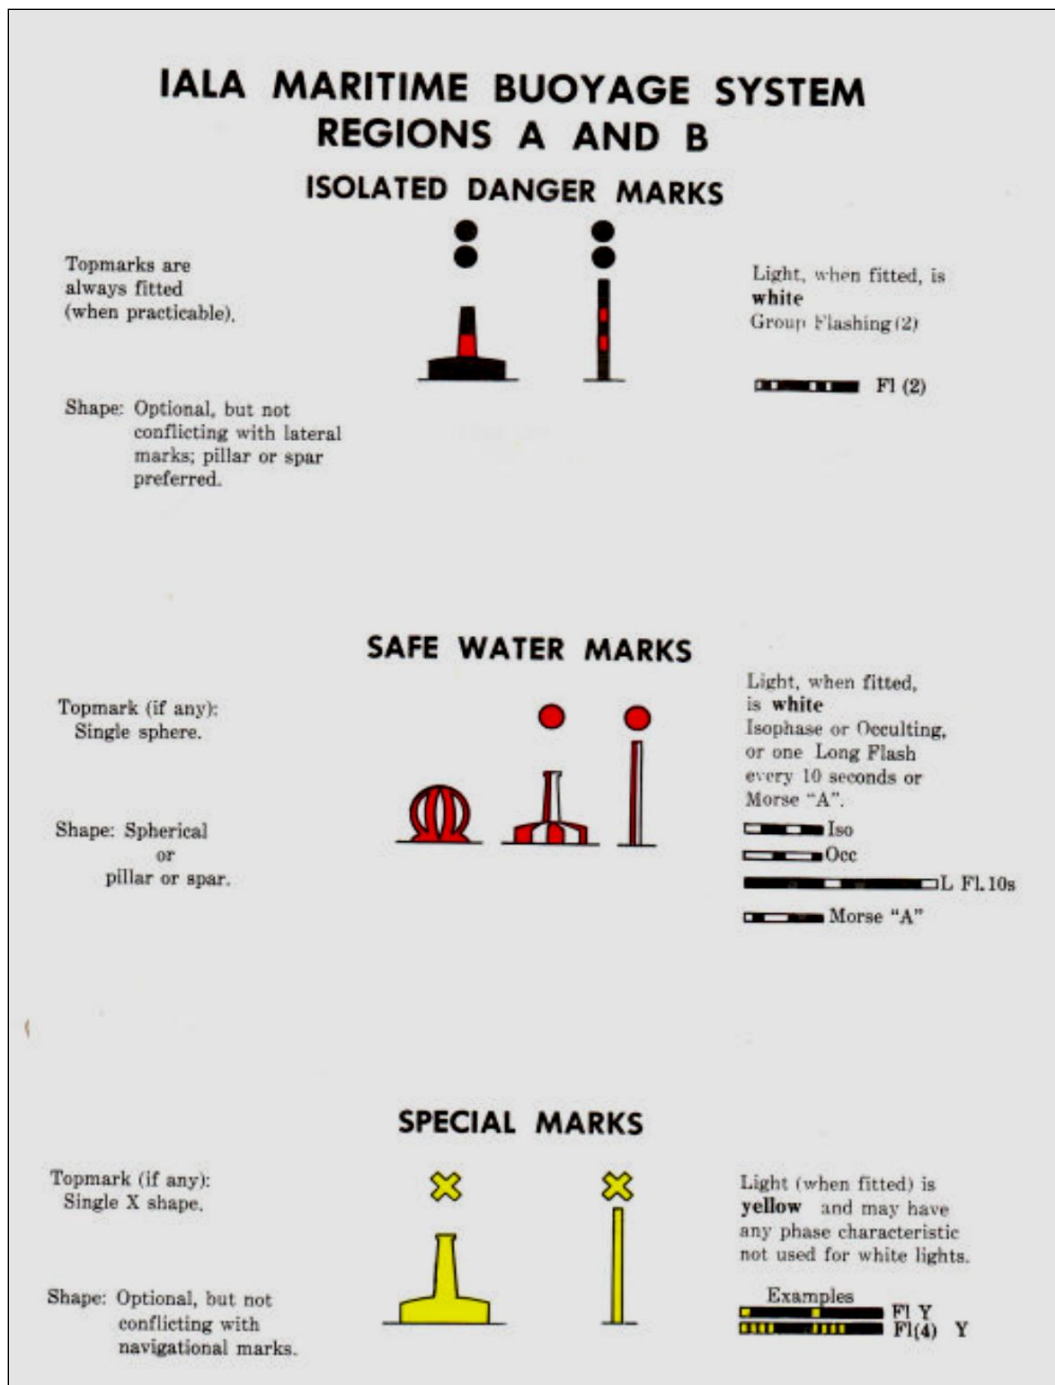 IALA MARITIME BUOYAGE SYSTEM
REGIONS A AND B
ISOLATED DANGER MARKS
Topmarks are
always fitted
(when practicable).
Shape: Optional, but not
conflicting with lateral
marks; pillar or spar
preferred.
Light, when fitted, is
white
Group Flashing (2)
Fl (2)
SAFE WATER MARKS
Topmark (if any):
Single sphere.
Shape: Spherical
or
pillar or spar.
Light, when fitted,
is white
Isophase or Occulting,
or one Long Flash
every 10 seconds or
Morse “A”.
Iso
Occ
L Fl. 10s
Morse “A”
SPECIAL MARKS
Topmark (if any):
Single X shape.
Shape: Optional, but not
conflicting with
navigational marks.
Light (when fitted) is
yellow and may have
any phase characteristic
not used for white lights.
Examples
Fl Y
Fl(4) Y